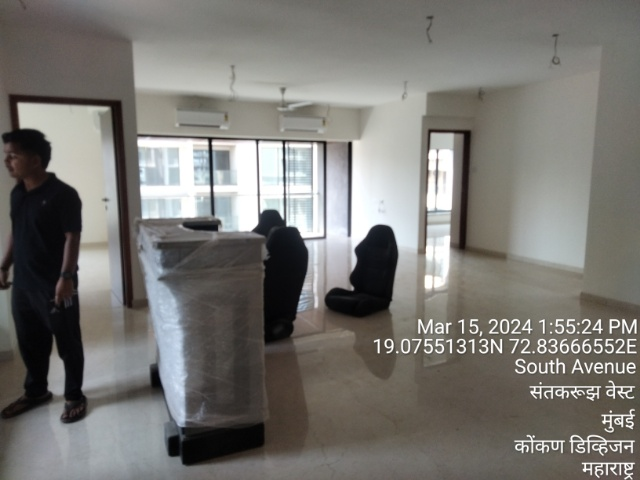 Mar 15, 2024 1:55:24 PM
19.07551313N 72.83666552E
South Avenue
संतकरूझ वेस्ट
मुंबई
कोंकण डिव्हिजन
महाराष्ट्र